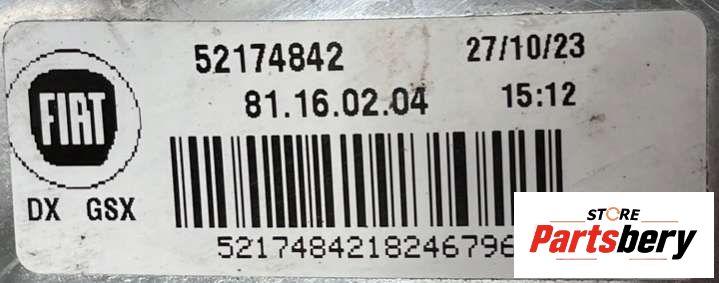 52174842 27/10/23
81.16.02.04 15:12
FIAT
DX GSX
5217484218246796
STORE
Partsbery